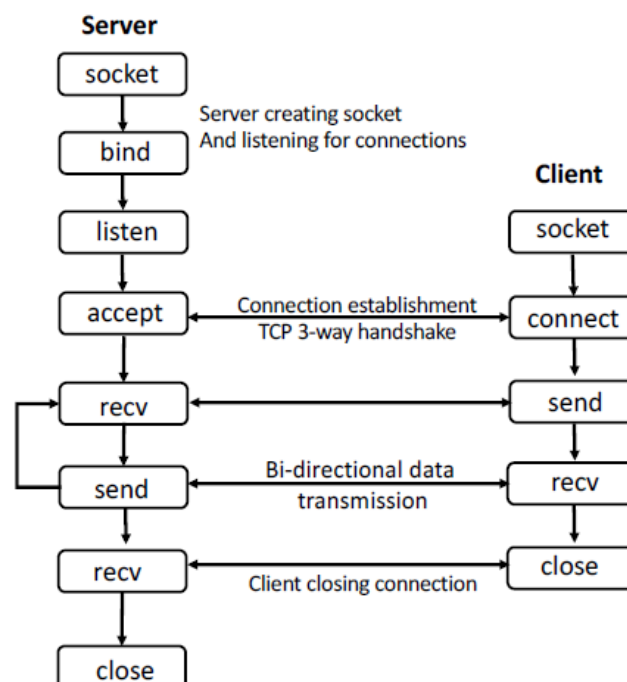 Server
socket
Server creating socket
And listening for connections
bind
Client
listen
socket
accept
Connection establishment
TCP 3-way handshake
connect
recv
send
send
Bi-directional data
transmission
recv
recv
Client closing connection
close
close